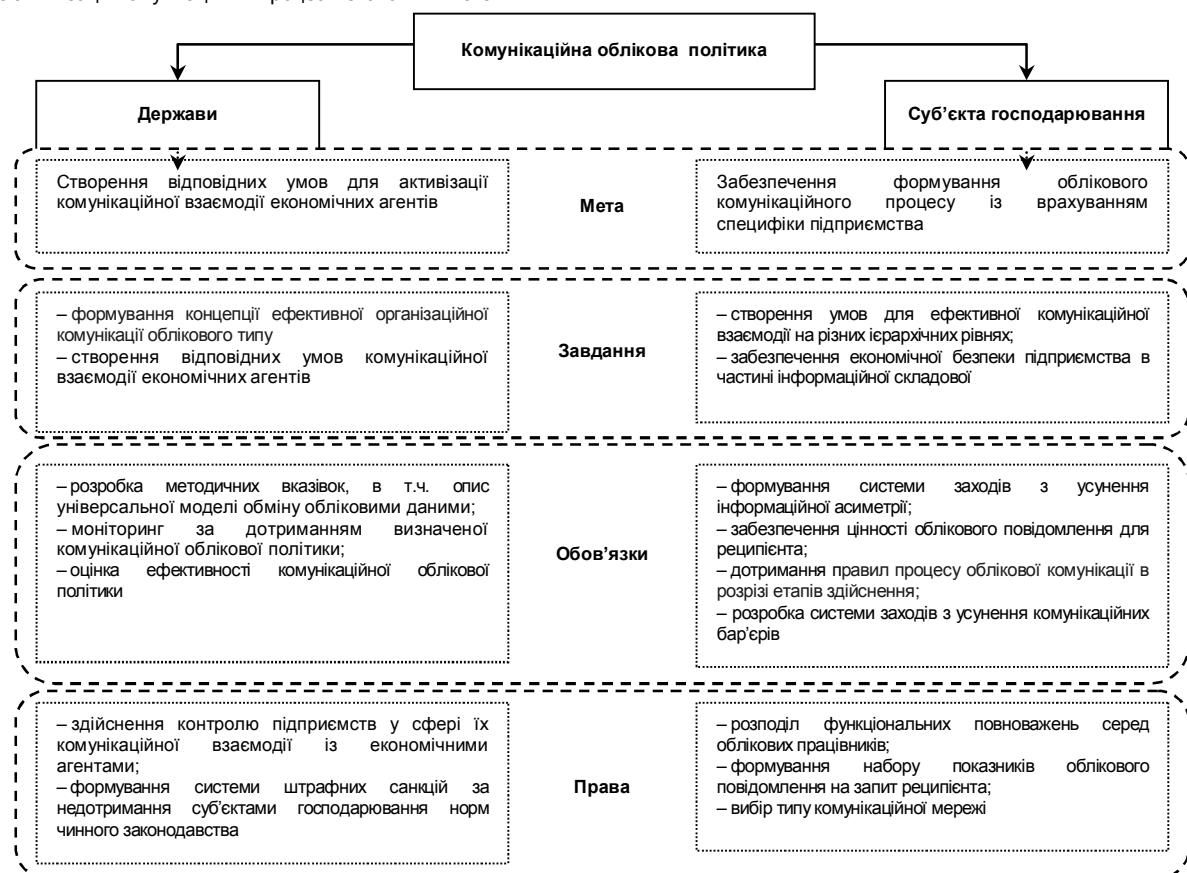 Комунікаційна облікова політика
Держави
Суб’єкта господарювання
Створення відповідних умов для активізації
комунікаційної взаємодії економічних агентів
Мета
Забезпечення формування облікового
комунікаційного процесу із врахуванням
специфіки підприємства
– формування концепції ефективної організаційної
комунікації облікового типу
– створення відповідних умов комунікаційної
взаємодії економічних агентів
Завдання
– створення умов для ефективної комунікаційної
взаємодії на різних ієрархічних рівнях;
– забезпечення економічної безпеки підприємства в
частині інформаційної складової
– розробка методичних вказівок, в т.ч. опис
універсальної моделі обміну обліковими даними;
– моніторинг за дотриманням визначеної
комунікаційної облікової політики;
– оцінка ефективності комунікаційної облікової
політики
Обов’язки
– формування системи заходів з усунення
інформаційної асиметрії;
– забезпечення цінності облікового повідомлення для
реципієнта;
– дотримання правил процесу облікової комунікації в
розрізі етапів здійснення;
– розробка системи заходів з усунення комунікаційних
бар’єрів
– здійснення контролю підприємств у сфері їх
комунікаційної взаємодії із економічними
агентами;
– формування системи штрафних санкцій за
недотримання суб’єктами господарювання норм
чинного законодавства
Права
– розподіл функціональних повноважень серед
облікових працівників;
– формування набору показників облікового
повідомлення на запит реципієнта;
– вибір типу комунікаційної мережі